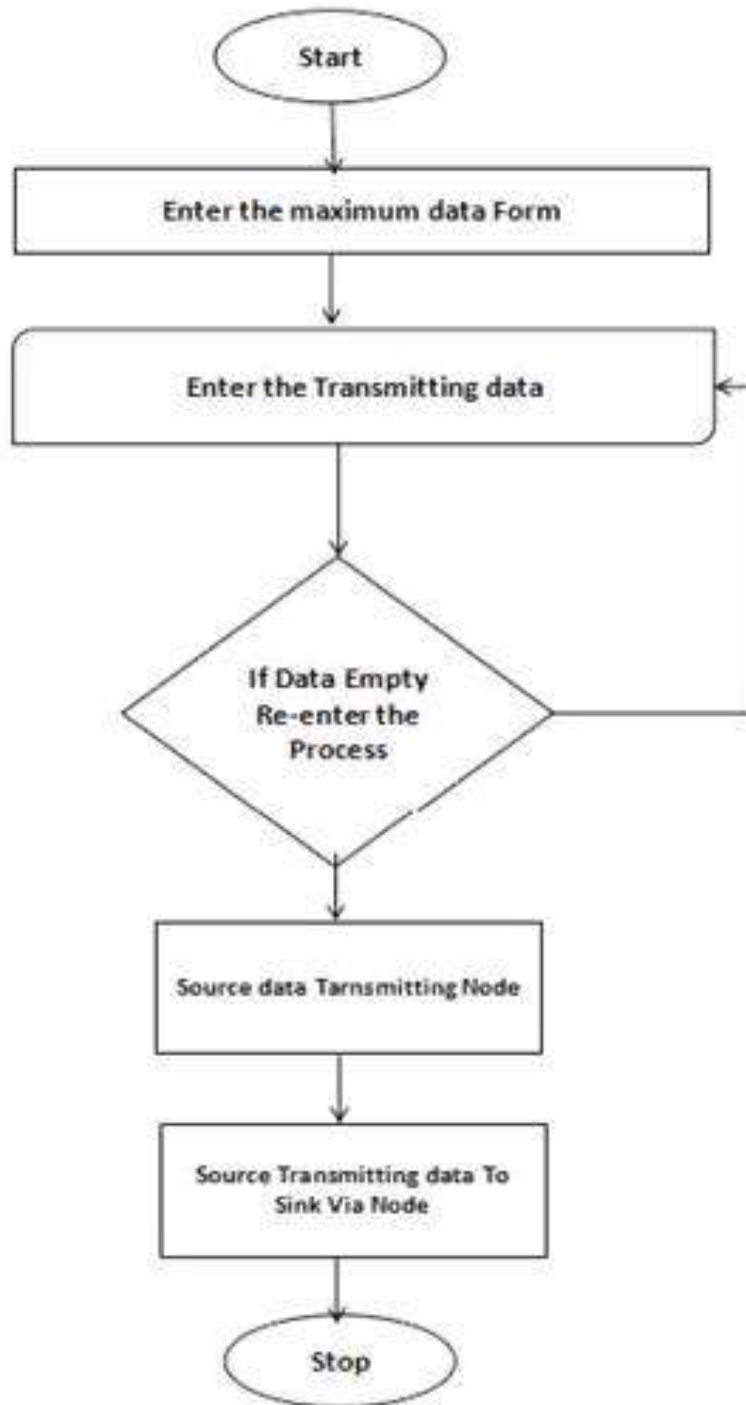 Start
Enter the maximum data Form
Enter the Transmitting data
If Data Empty
Re-enter the
Process
Source data Tarnsmitting Node
Source Transmitting data To
Sink Via Node
Stop